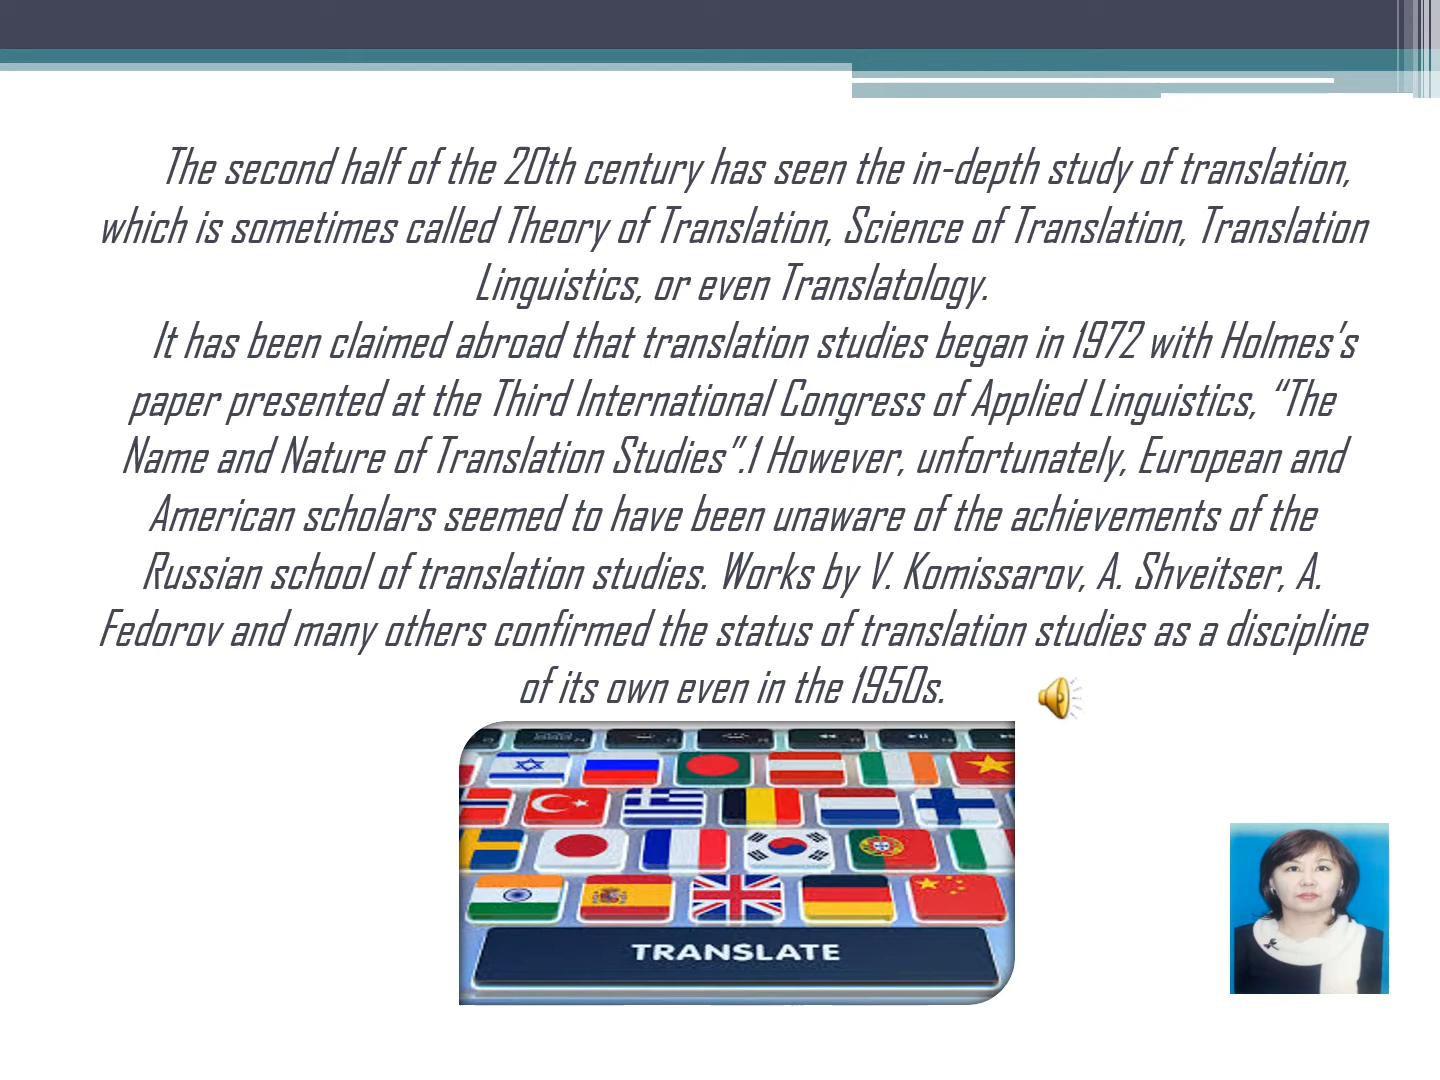 The second half of the 20th century has seen the in-depth study of translation,
which is sometimes called Theory of Translation, Science of Translation, Translation
Linguistics, or even Translatology.
It has been claimed abroad that translation studies began in 1972 with Holmes’s
paper presented at the Third International Congress of Applied Linguistics, “The
Name and Nature of Translation Studies”.1 However, unfortunately, European and
American scholars seemed to have been unaware of the achievements of the
Russian school of translation studies. Works by V. Komissarov, A. Shveitser, A.
Fedorov and many others confirmed the status of translation studies as a discipline
of its own even in the 1950s.
TRANSLATE